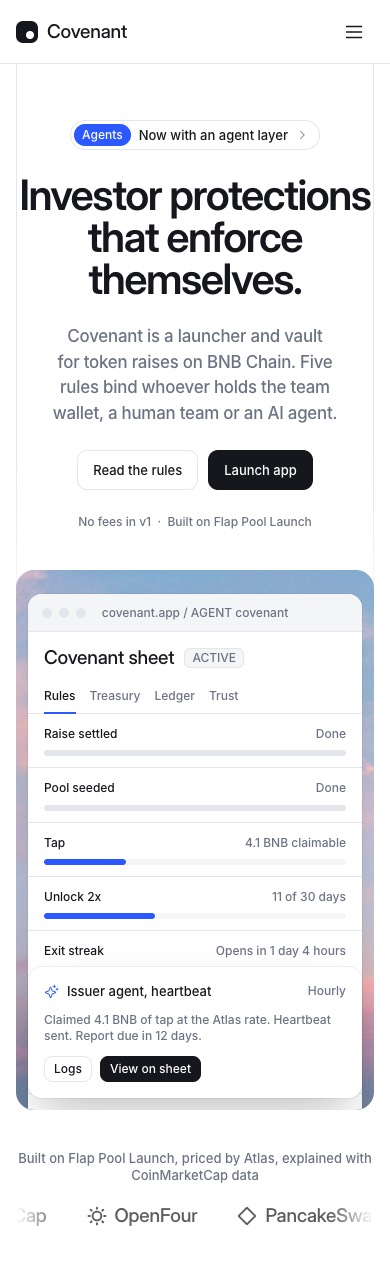 Covenant
Agents Now with an agent layer
Investor protections
that enforce
themselves.
Covenant is a launcher and vault
for token raises on BNB Chain. Five
rules bind whoever holds the team
wallet, a human team or an AI agent.
Read the rules Launch app
No fees in v1 · Built on Flap Pool Launch
covenant.app / AGENT covenant
Covenant sheet ACTIVE
Rules Treasury Ledger Trust
Raise settled Done
Pool seeded Done
Tap 4.1 BNB claimable
Unlock 2x 11 of 30 days
Exit streak Opens in 1 day 4 hours
Issuer agent, heartbeat Hourly
Claimed 4.1 BNB of tap at the Atlas rate. Heartbeat
sent. Report due in 12 days.
Logs View on sheet
Built on Flap Pool Launch, priced by Atlas, explained with
CoinMarketCap data
Cap OpenFour PancakeSwa